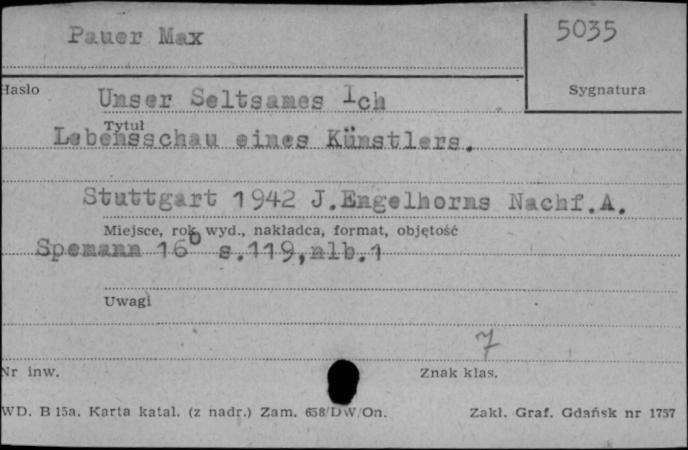 Pauer Max
5035
Hasło
Sygnatura
Unser Seltsames Ich
Tytuł
Lebensschau eines Künstlers.
Stuttgart 1942 J.Engelhorns Nachf.A.
Miejsce, rok wyd., nakładca, format, objętość
Spemann 16° s.119,nlb.1
Uwagi
7
Nr inw.
Znak klas.
WD. B 15a. Karta katal. (z nadr.) Zam. 658/DW/On.
Zakł. Graf. Gdańsk nr 1757